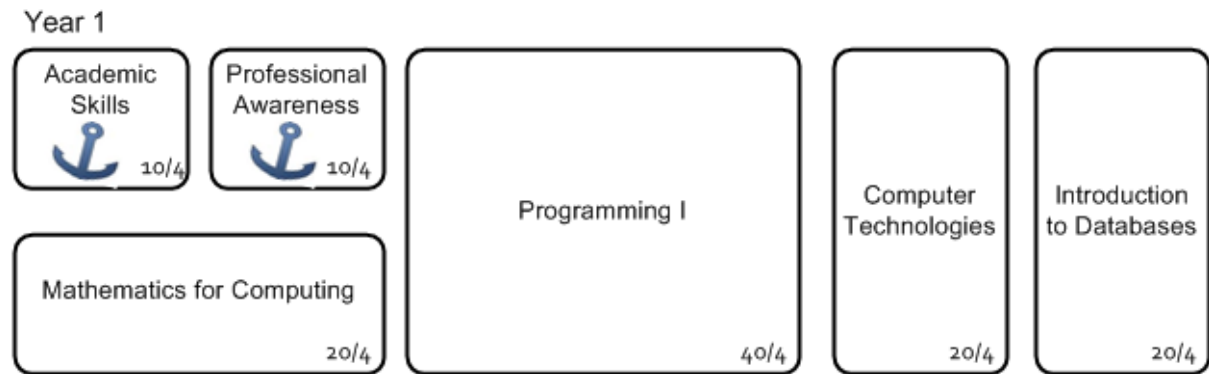 Year 1
Academic
Skills
10/4
Professional
Awareness
10/4
Mathematics for Computing
20/4
Programming I
40/4
Computer
Technologies
20/4
Introduction
to Databases
20/4